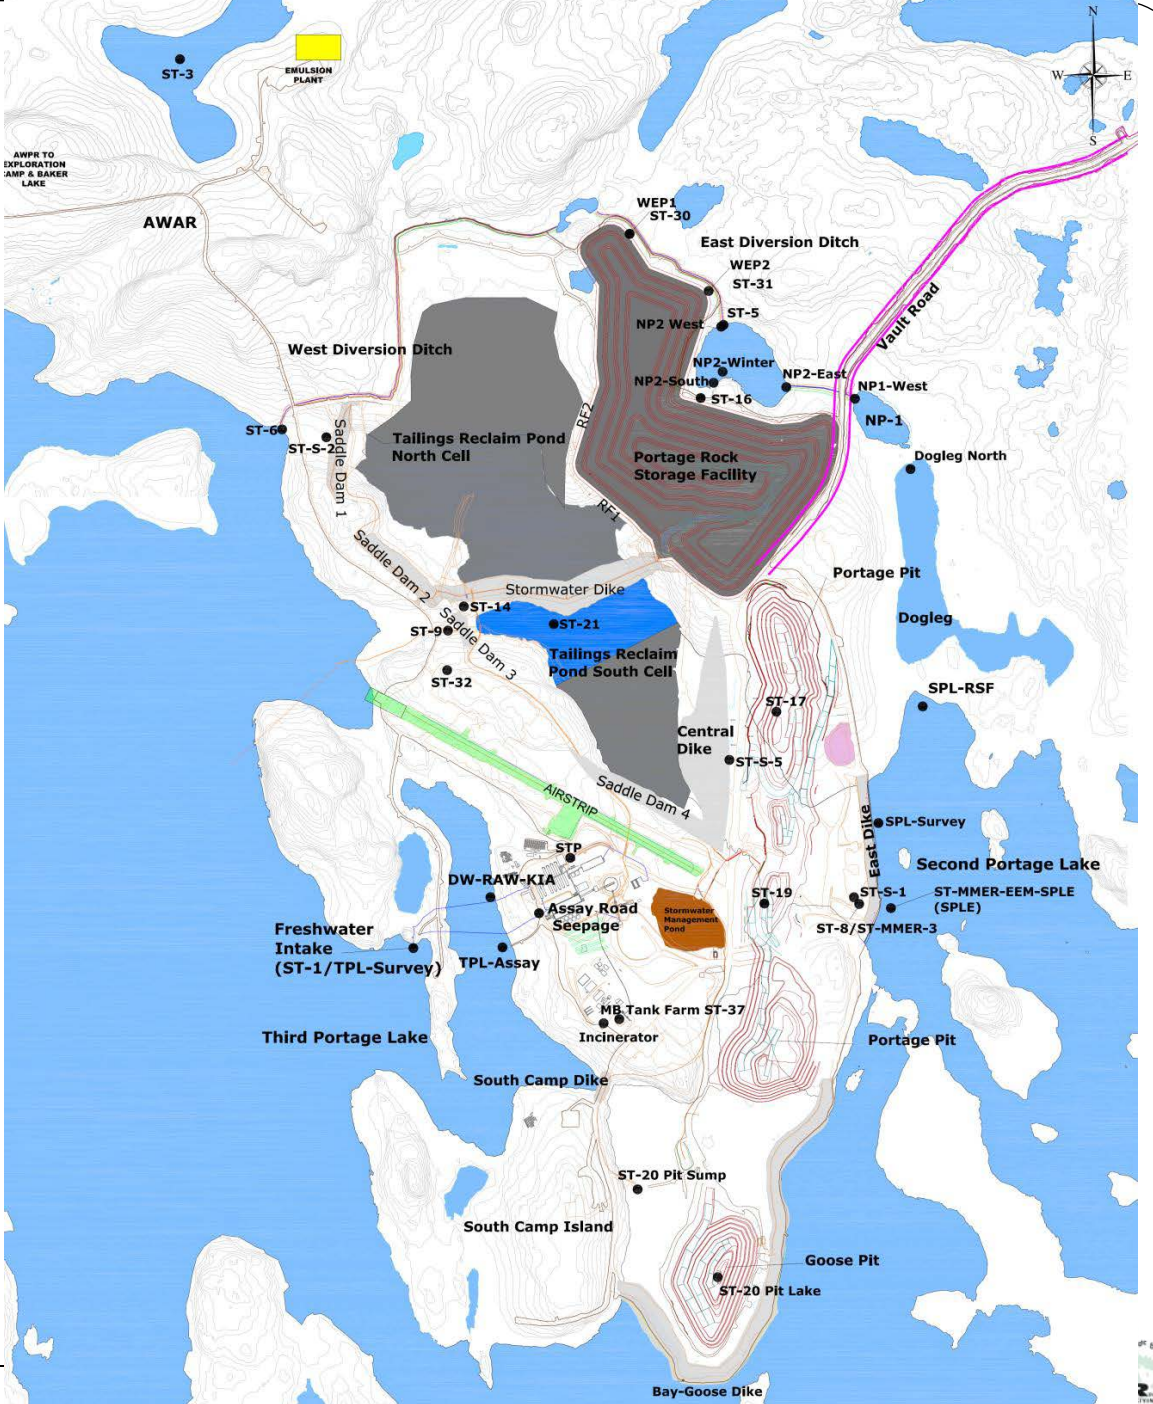 N
W
E
S
ST-3
EMULSION
PLANT
AWPR TO
EXPLORATION
CAMP & BAKER
LAKE
AWAR
WEP1
ST-30
East Diversion Ditch
WEP2
ST-31
ST-5
NP2 West
Vault Road
West Diversion Ditch
NP2-Winter
NP2-East
NP2-South
NP1-West
ST-16
NP-1
RF2
ST-6
ST-S-2
Saddle Dam 1
Tailings Reclaim Pond
North Cell
Portage Rock
Storage Facility
Dogleg North
RF1
Saddle Dam 2
Portage Pit
Stormwater Dike
ST-14
Dogleg
ST-9
ST-21
Saddle Dam 3
Tailings Reclaim
Pond South Cell
ST-32
SPL-RSF
ST-17
Central
Dike
ST-S-5
Saddle Dam 4
AIRSTRIP
SPL-Survey
East Dike
STP
Second Portage Lake
DW-RAW-KIA
ST-19
ST-S-1
ST-MMER-EEM-SPLE
(SPLE)
Assay Road
Seepage
Stormwater
Management
Pond
ST-8/ST-MMER-3
Freshwater
Intake
(ST-1/TPL-Survey)
TPL-Assay
MB Tank Farm ST-37
Incinerator
Third Portage Lake
Portage Pit
South Camp Dike
ST-20 Pit Sump
South Camp Island
Goose Pit
ST-20 Pit Lake
Bay-Goose Dike